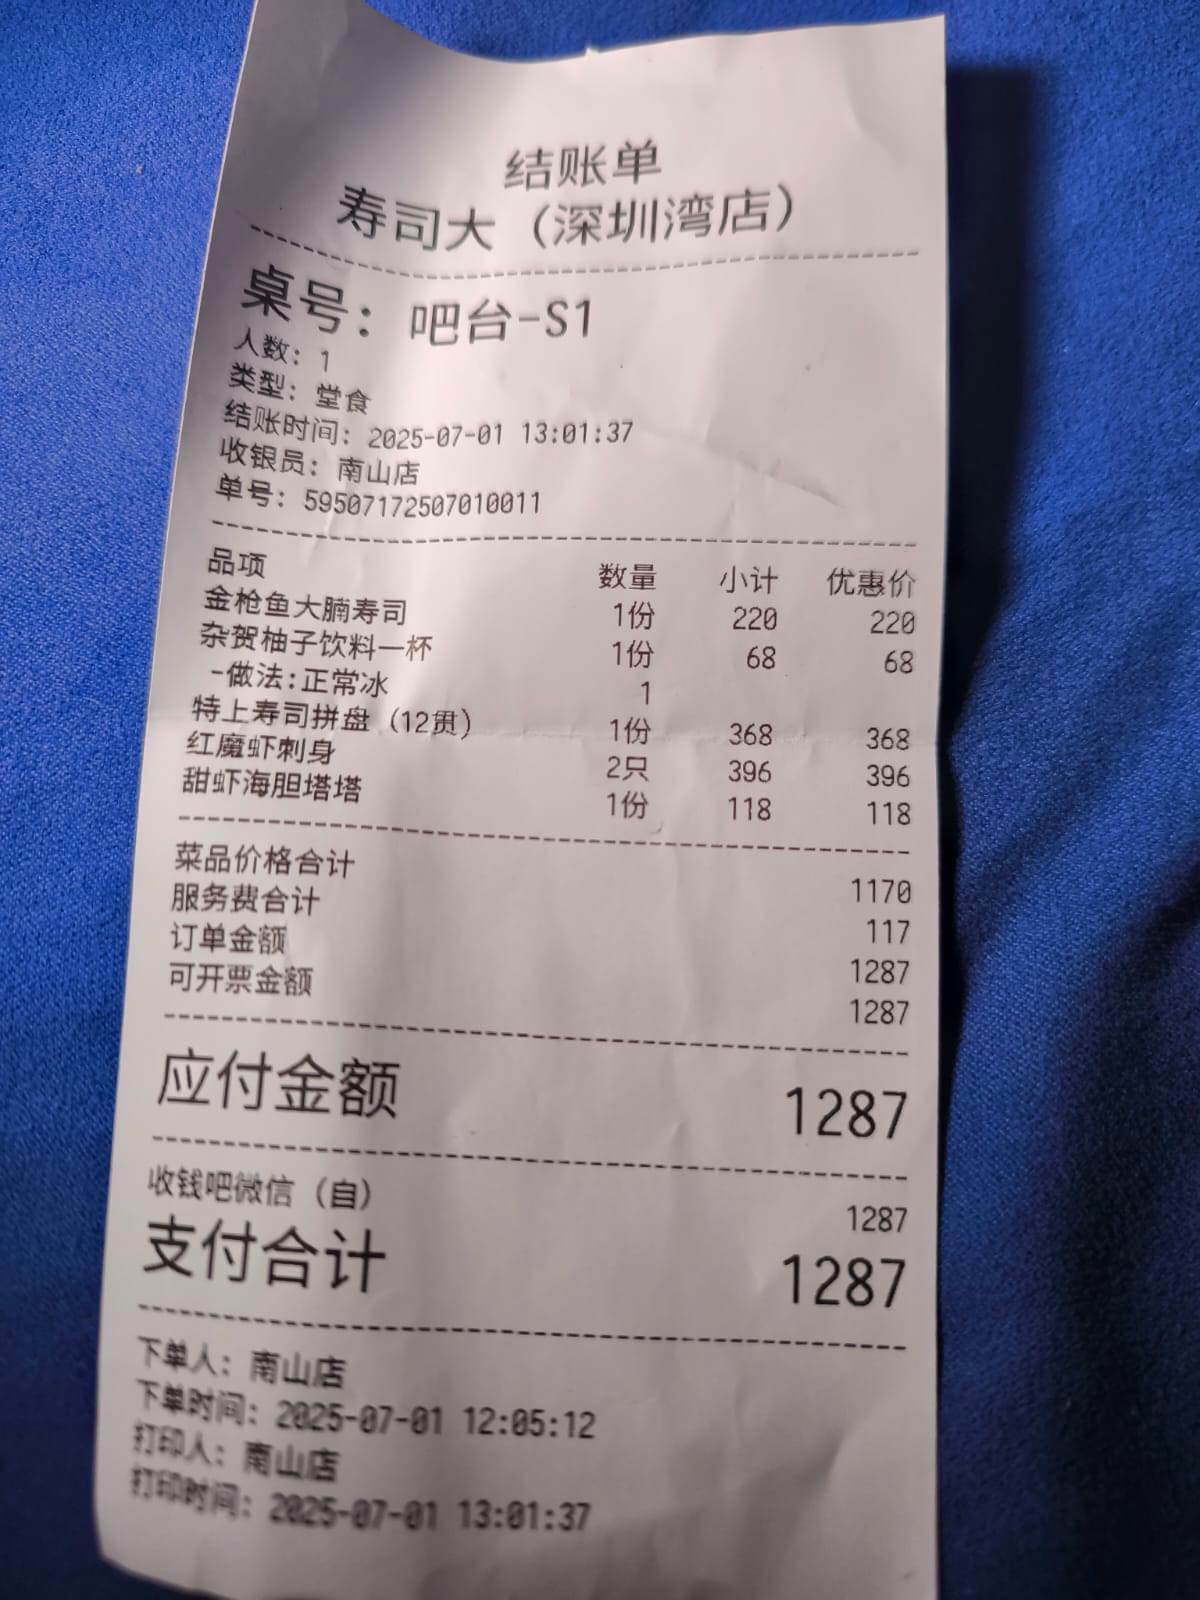 结账单
寿司大（深圳湾店）
桌号：吧台-S1
人数：1
类型：堂食
结账时间：2025-07-01 13:01:37
收银员：南山店
单号：59507172507010011
品项 数量 小计 优惠价
金枪鱼大腩寿司 1份 220 220
杂贺柚子饮料一杯 1份 68 68
-做法:正常冰 1
特上寿司拼盘（12贯） 1份 368 368
红魔虾刺身 2只 396 396
甜虾海胆塔塔 1份 118 118
菜品价格合计 1170
服务费合计 117
订单金额 1287
可开票金额 1287
应付金额 1287
收钱吧微信（自） 1287
支付合计 1287
下单人：南山店
下单时间：2025-07-01 12:05:12
打印人：南山店
打印时间：2025-07-01 13:01:37